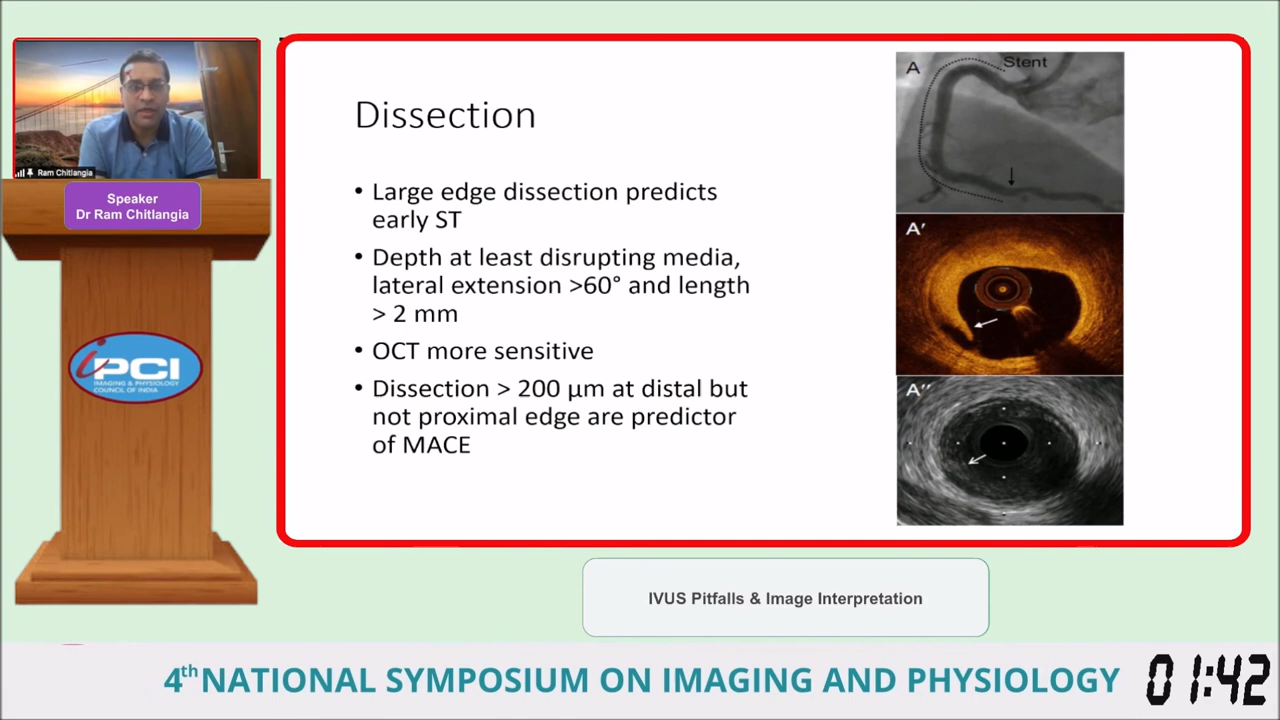 Ram Chitlangia
Speaker
Dr Ram Chitlangia
iPCI
IMAGING & PHYSIOLOGY
COUNCIL OF INDIA
Dissection
• Large edge dissection predicts
early ST
• Depth at least disrupting media,
lateral extension >60° and length
> 2 mm
• OCT more sensitive
• Dissection > 200 µm at distal but
not proximal edge are predictor
of MACE
A
Stent
A′
A″
IVUS Pitfalls & Image Interpretation
4th NATIONAL SYMPOSIUM ON IMAGING AND PHYSIOLOGY
01:42